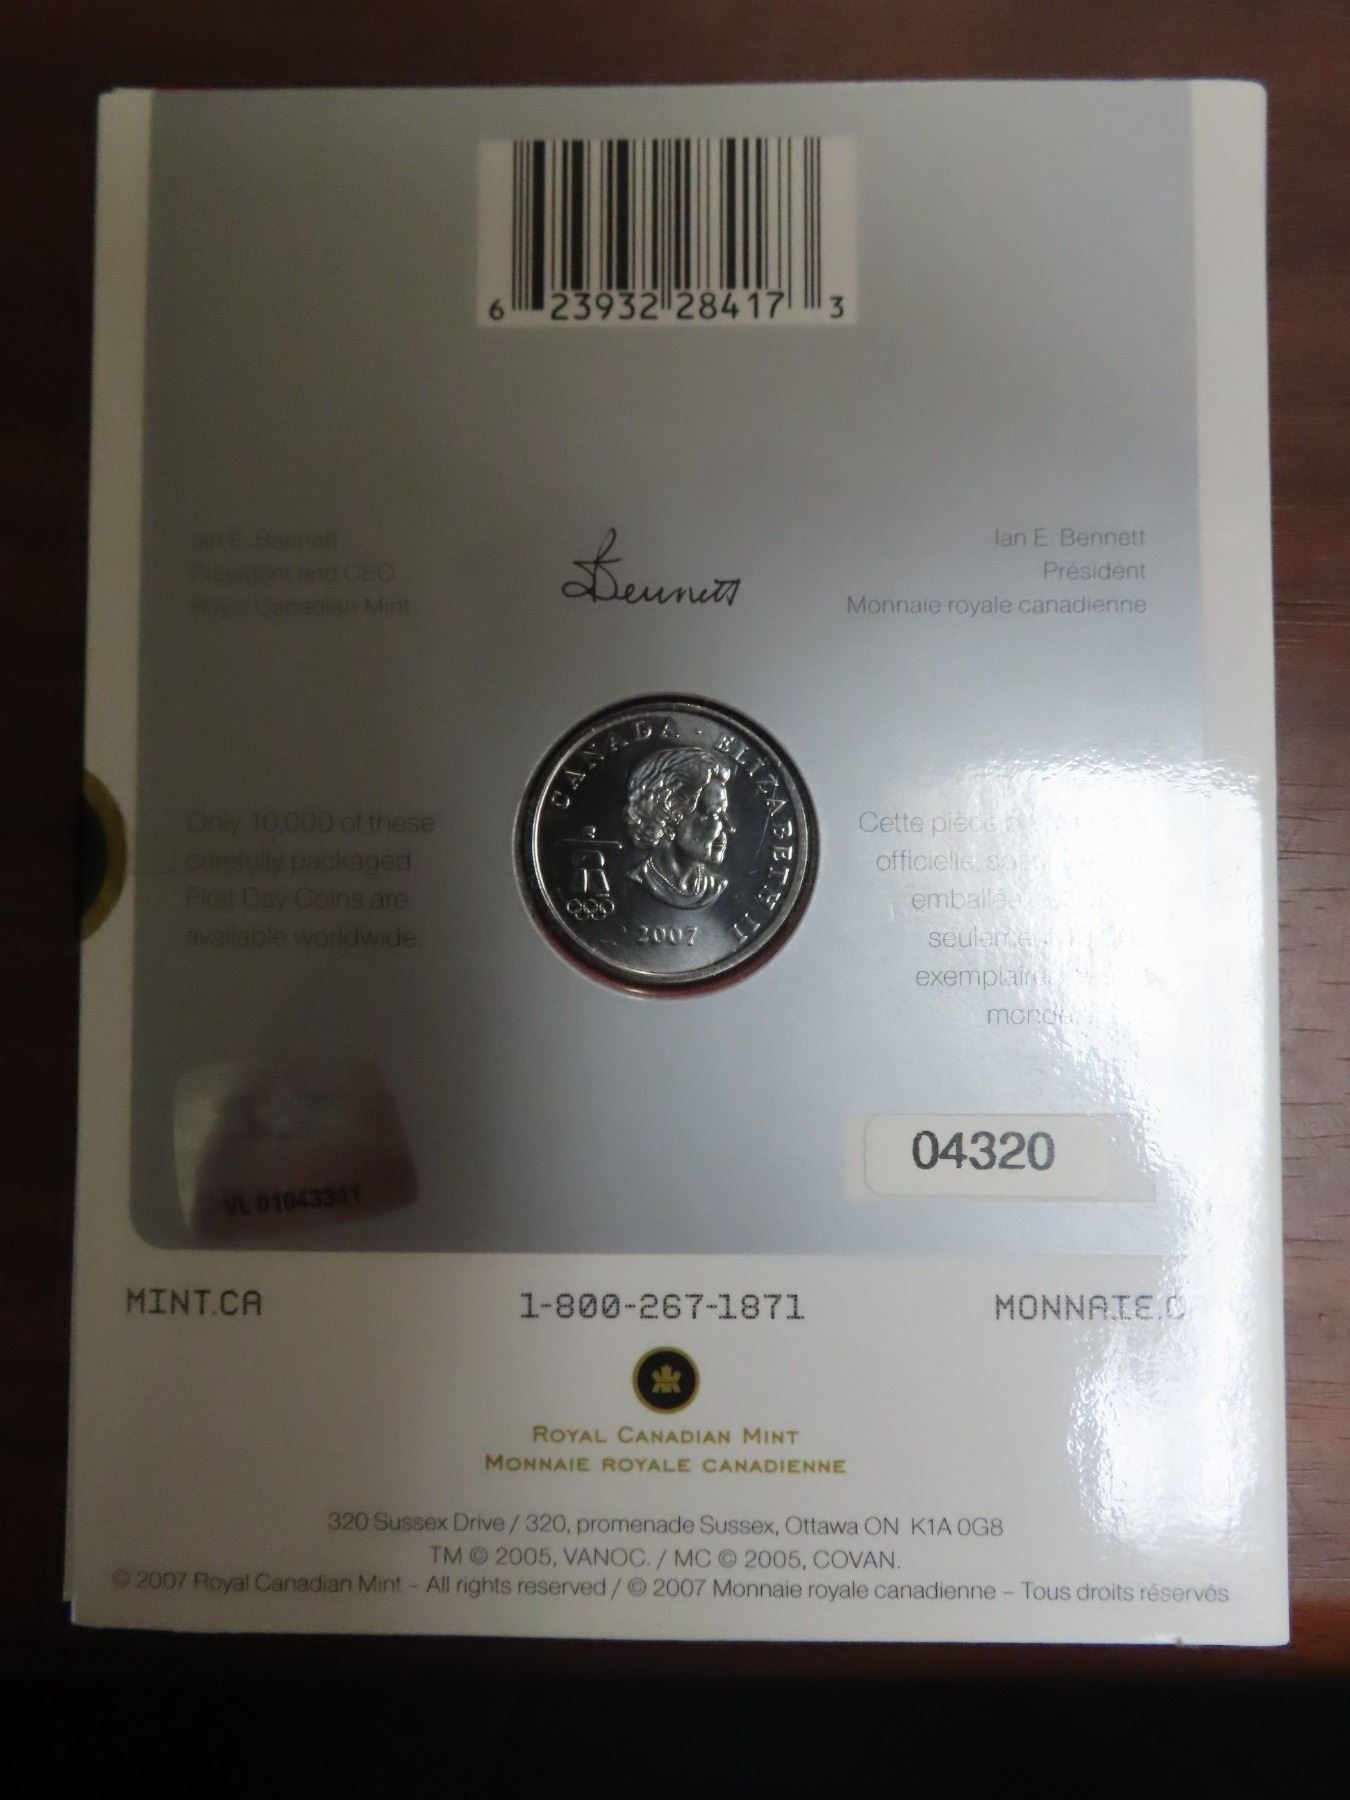 6 23932 28417 3
Ian E. Bennett
President and CEO
Royal Canadian Mint
Bennett
Ian E. Bennett
Président
Monnaie royale canadienne
CANADA · ELIZABETH II
2007
Only 10,000 of these
carefully packaged
First Day Coins are
available worldwide
Cette pièce
officielle,
emballée
seulement
exemplaires
monde
VL 01043341
04320
MINT.CA
1-800-267-1871
MONNAIE.C
ROYAL CANADIAN MINT
MONNAIE ROYALE CANADIENNE
320 Sussex Drive / 320, promenade Sussex, Ottawa ON K1A 0G8
TM © 2005, VANOC. / MC © 2005, COVAN.
© 2007 Royal Canadian Mint – All rights reserved / © 2007 Monnaie royale canadienne – Tous droits réservés